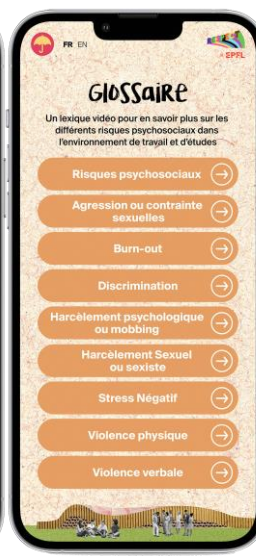 FR EN
EPFL
GLOSSaiRE
Un lexique vidéo pour en savoir plus sur les
différents risques psychosociaux dans
l'environnement de travail et d'études
Risques psychosociaux
Agression ou contrainte
sexuelles
Burn-out
Discrimination
Harcèlement psychologique
ou mobbing
Harcèlement Sexuel
ou sexiste
Stress Négatif
Violence physique
Violence verbale